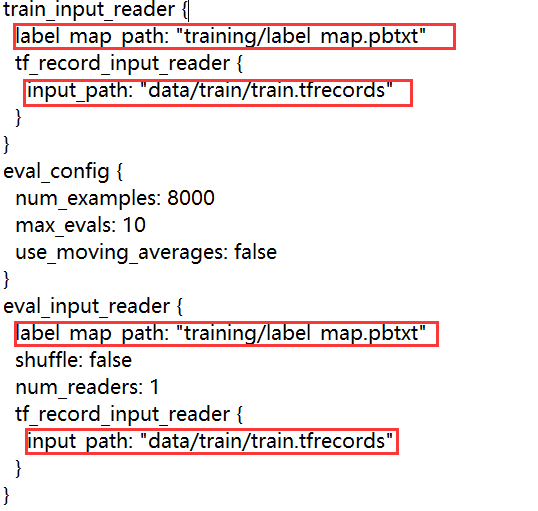 train_input_reader {
label_map_path: "training/label_map.pbtxt"
tf_record_input_reader {
input_path: "data/train/train.tfrecords"
}
}
eval_config {
num_examples: 8000
max_evals: 10
use_moving_averages: false
}
eval_input_reader {
label_map_path: "training/label_map.pbtxt"
shuffle: false
num_readers: 1
tf_record_input_reader {
input_path: "data/train/train.tfrecords"
}
}